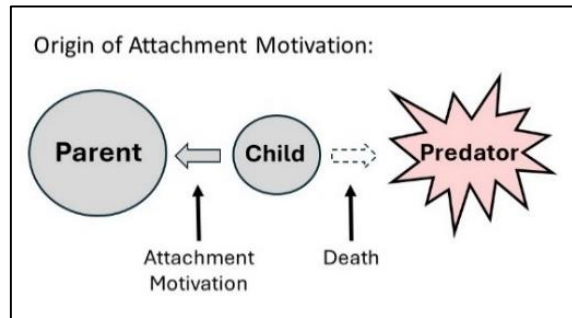 Origin of Attachment Motivation:
Parent
Child
Predator
Attachment
Motivation
Death